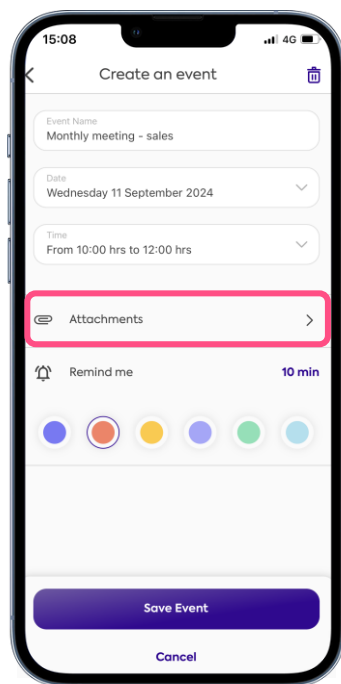 15:08
4G
Create an event
Event Name
Monthly meeting - sales
Date
Wednesday 11 September 2024
Time
From 10:00 hrs to 12:00 hrs
Attachments
Remind me
10 min
Save Event
Cancel